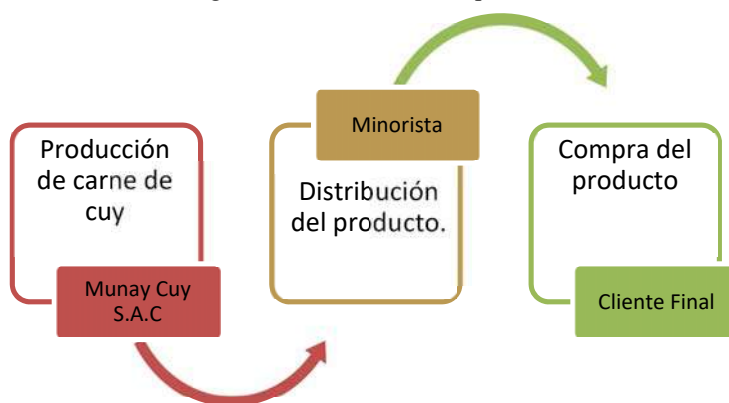 Producción
de carne de
cuy
Munay Cuy
S.A.C
Minorista
Distribución
del producto.
Compra del
producto
Cliente Final